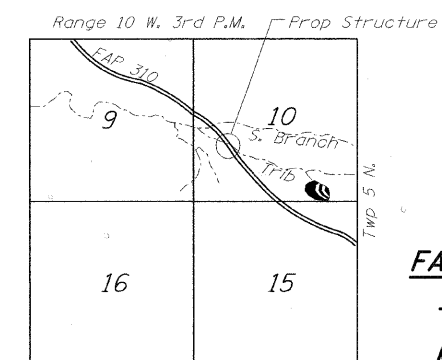 Range 10 W. 3rd P.M.
Prop Structure
FAP 310
9
10
S. Branch
Trib
Twp 5 N.
16
15
FA